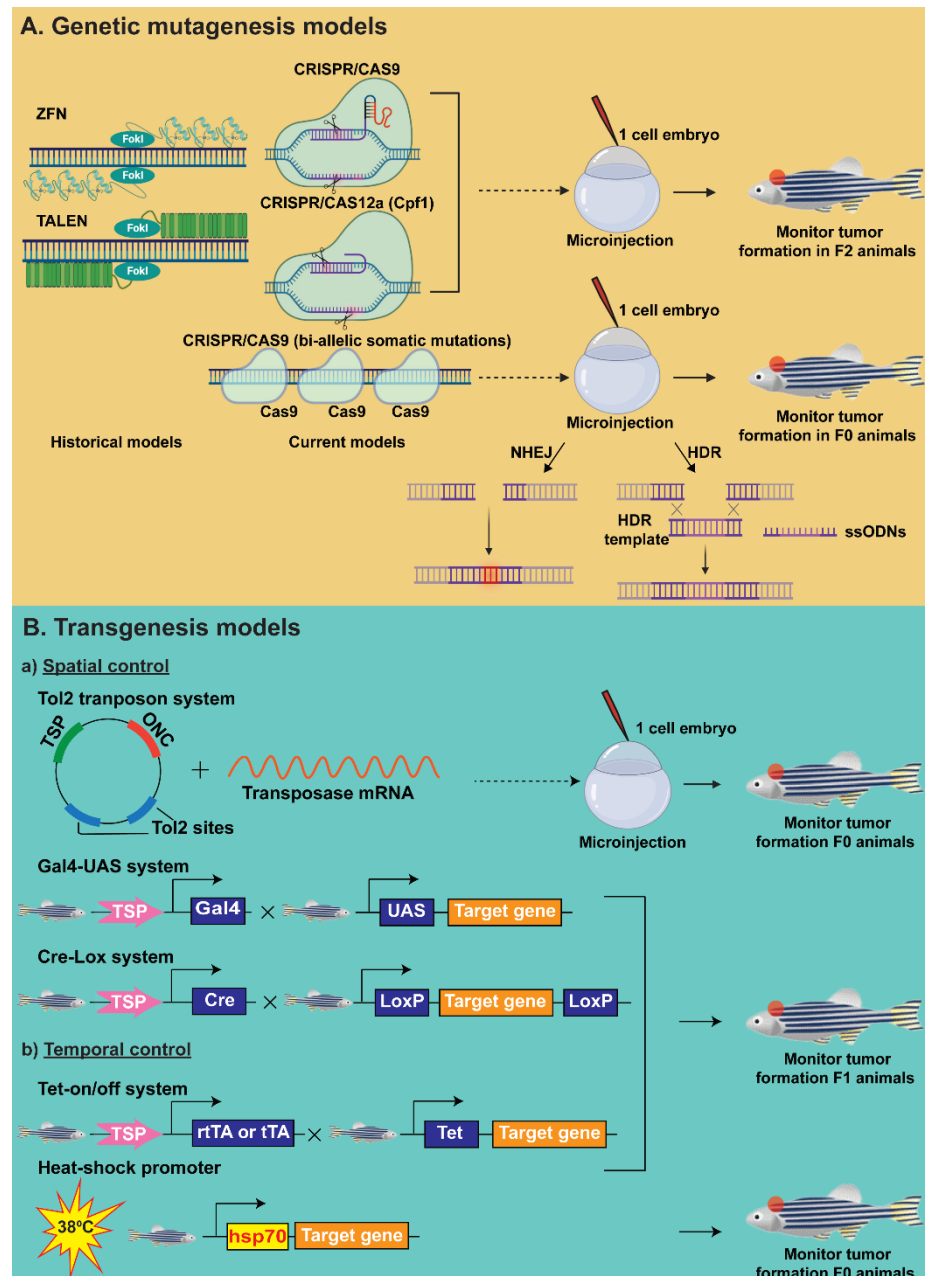 A. Genetic mutagenesis models
CRISPR/CAS9
ZFN
FokI
FokI
1 cell embryo
CRISPR/CAS12a (Cpf1)
TALEN
FokI
FokI
Microinjection
Monitor tumor
formation in F2 animals
1 cell embryo
CRISPR/CAS9 (bi-allelic somatic mutations)
Cas9
Cas9
Cas9
Historical models
Current models
Microinjection
Monitor tumor
formation in F0 animals
NHEJ
HDR
HDR
template
ssODNs
B. Transgenesis models
a) Spatial control
Tol2 tranposon system
TSP
ONC
+
Transposase mRNA
Tol2 sites
1 cell embryo
Microinjection
Monitor tumor
formation F0 animals
Gal4-UAS system
TSP
Gal4
×
UAS
Target gene
Cre-Lox system
TSP
Cre
×
LoxP
Target gene
LoxP
Monitor tumor
formation F1 animals
b) Temporal control
Tet-on/off system
TSP
rtTA or tTA
×
Tet
Target gene
Heat-shock promoter
38ºC
hsp70
Target gene
Monitor tumor
formation F0 animals